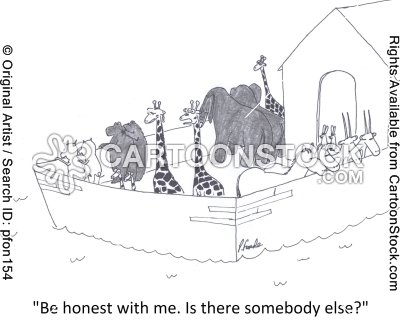 © Original Artist / Search ID: pfon154
Rights Available from CartoonStock.com
CARTOONSTOCK
.com
"Be honest with me. Is there somebody else?"